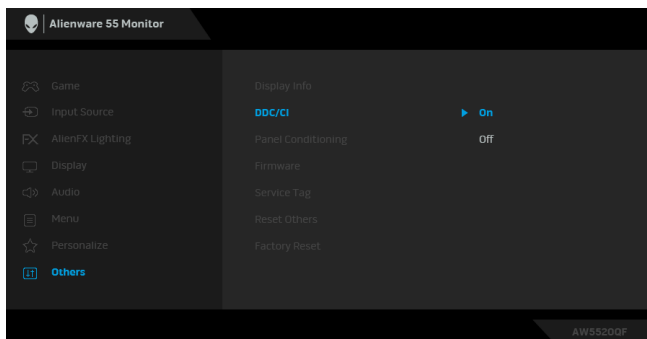 Alienware 55 Monitor
Game
Display Info
Input Source
DDC/CI
On
AlienFX Lighting
Panel Conditioning
Off
Display
Firmware
Audio
Service Tag
Menu
Reset Others
Personalize
Factory Reset
Others
AW5520QF